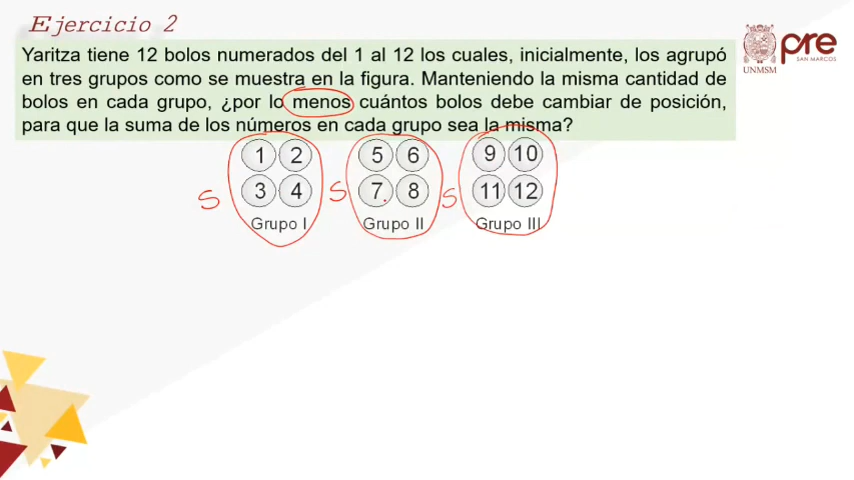 Ejercicio 2
Yaritza tiene 12 bolos numerados del 1 al 12 los cuales, inicialmente, los agrupó
en tres grupos como se muestra en la figura. Manteniendo la misma cantidad de
bolos en cada grupo, ¿por lo menos cuántos bolos debe cambiar de posición,
para que la suma de los números en cada grupo sea la misma?
UNMSM
pre
SAN MARCOS
1 2 5 6 9 10
S 3 4 S 7 8 S 11 12
Grupo I Grupo II Grupo III